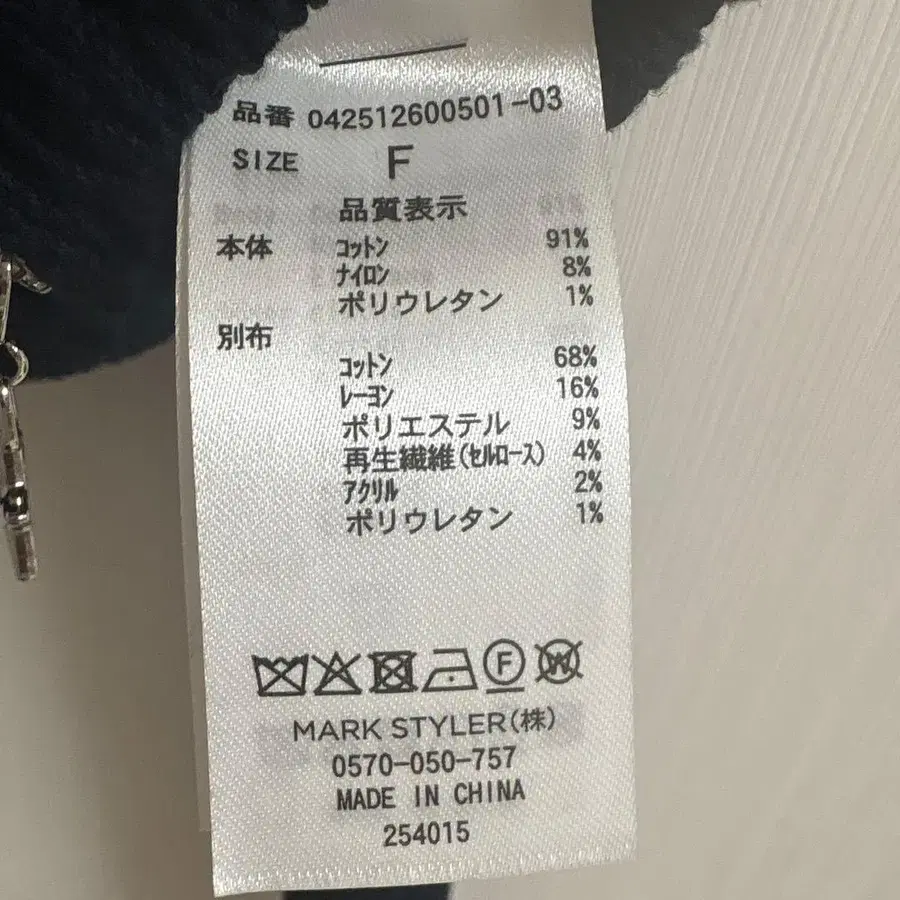 品番 042512600501-03
SIZE F
品質表示
本体 コットン 91%
ナイロン 8%
ポリウレタン 1%
別布
コットン 68%
レーヨン 16%
ポリエステル 9%
再生繊維(セルロース) 4%
アクリル 2%
ポリウレタン 1%
F W
MARK STYLER(株)
0570-050-757
MADE IN CHINA
254015